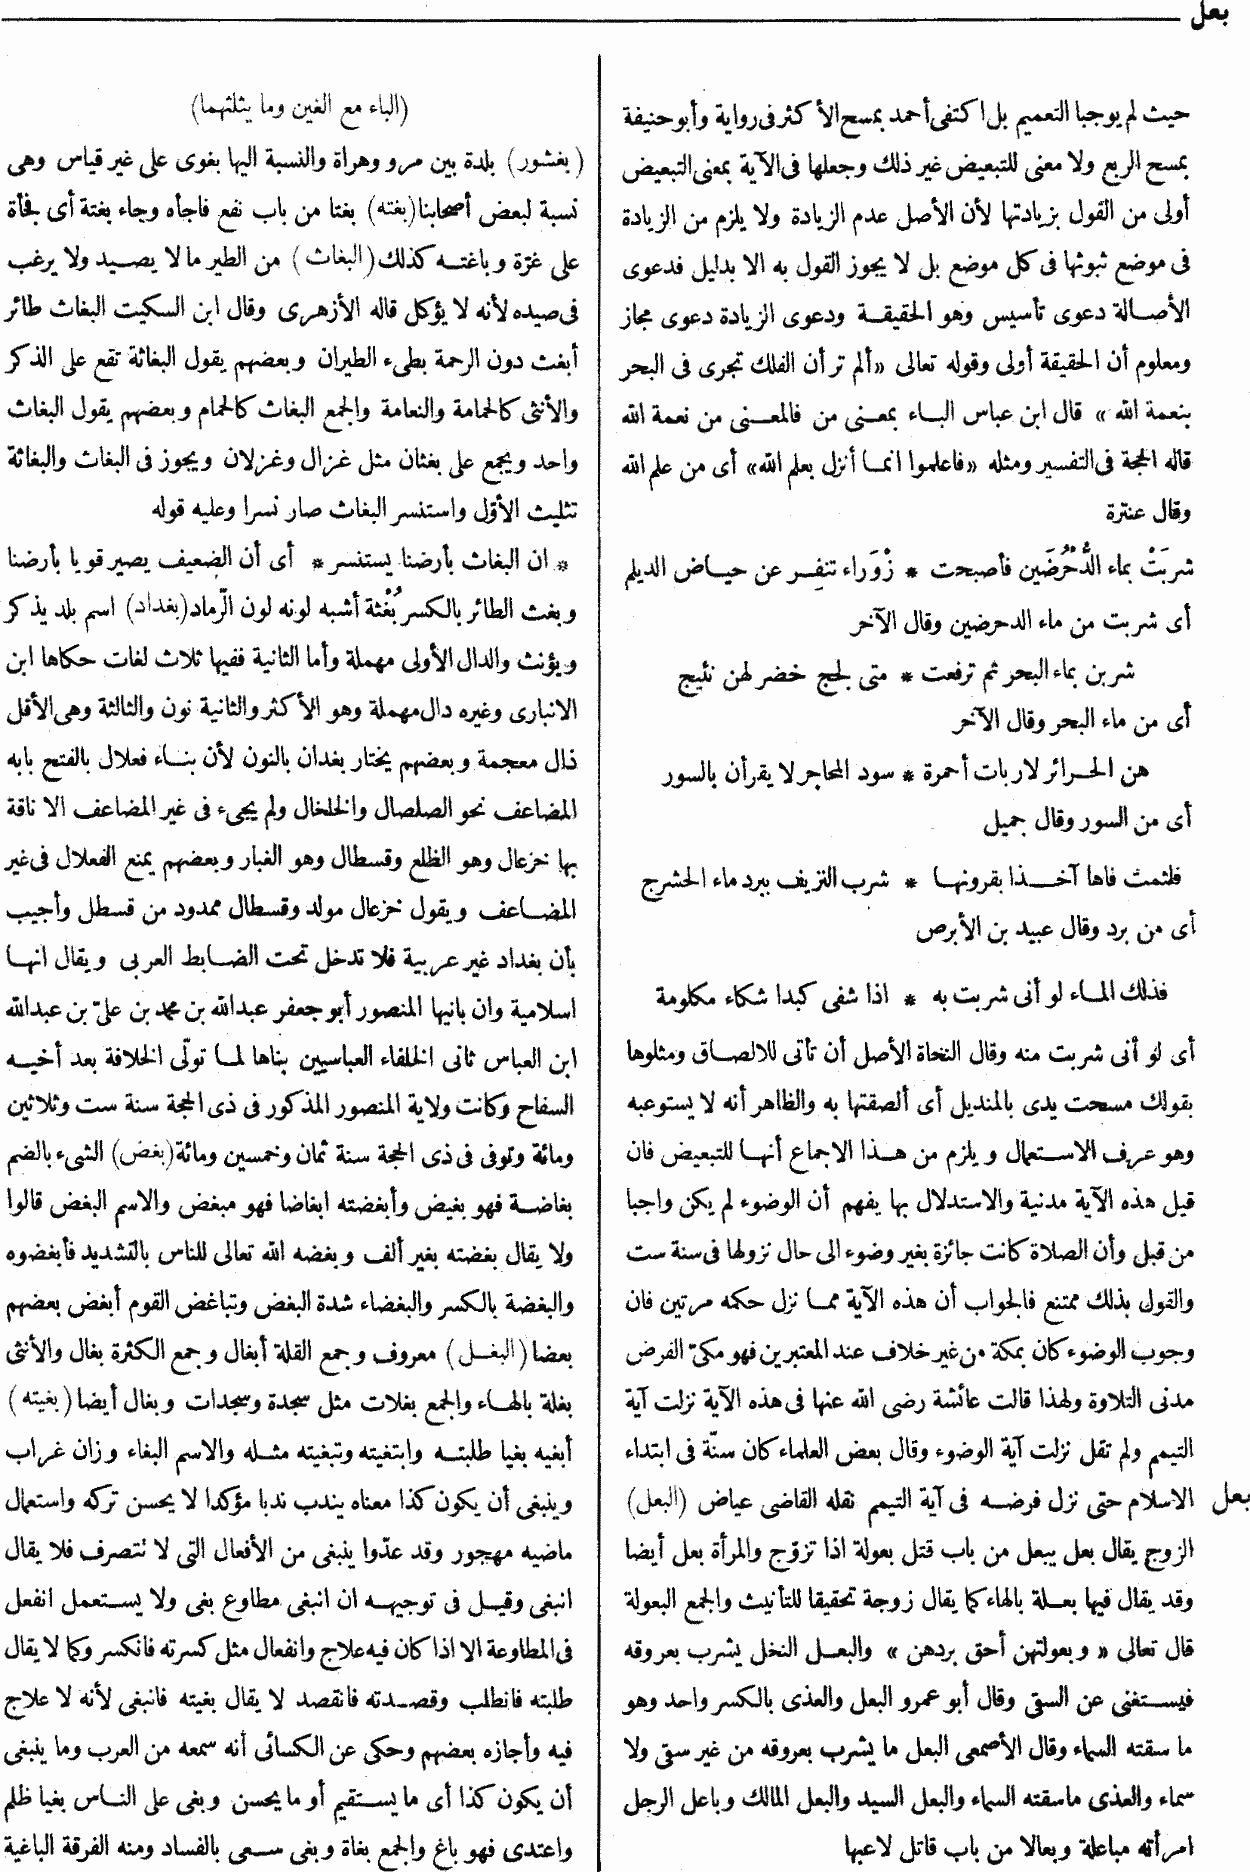 بعل
حيث لم يوجبا التعميم بل اكتفى أحمد بمسح الأكثر فى رواية وأبو حنيفة
بمسح الربع ولا معنى للتبعيض غير ذلك وجعلها فى الآية بمعنى التبعيض
أولى من القول بزيادتها لأن الأصل عدم الزيادة ولا يلزم من الزيادة
فى موضع ثبوتها فى كل موضع بل لا يجوز القول به الا بدليل فدعوى
الأصالة دعوى تأسيس وهو الحقيقة ودعوى الزيادة دعوى مجاز
ومعلوم أن الحقيقة أولى وقوله تعالى «ألم تر أن الفلك تجرى فى البحر
بنعمة الله» قال ابن عباس الباء بمعنى من فالمعنى من نعمة الله
قاله الحجة فى التفسير ومثله «فاعلموا انما أنزل بعلم الله» أى من علم الله
وقال عنترة
شربَتْ بماء الدُّحْرُضَين فأصبحت * زَوْرَاء تنفِر عن حياض الديلم
أى شربت من ماء الدحرضين وقال الآخر
شربن بماء البحر ثم ترفعت * متى لجج خضر لهن نئيج
أى من ماء البحر وقال الآخر
هن الحرائر لا ربات أحمرة * سود المحاجر لا يقرأن بالسور
أى من السور وقال جميل
فلثمت فاها آخذا بقرونها * شرب النزيف ببرد ماء الحشرج
أى من برد وقال عبيد بن الأبرص
فذلك الماء لو أنى شربت به * اذا شفى كبدا شكاء مكلومة
أى لو أنى شربت منه وقال النحاة الأصل أن تأتى للالصاق ومثلوها
بقولك مسحت يدى بالمنديل أى ألصقتها به والظاهر أنه لا يستوعبه
وهو عرف الاستعمال ويلزم من هذا الاجماع أنها للتبعيض فان
قيل هذه الآية مدنية والاستدلال بها يفهم أن الوضوء لم يكن واجبا
من قبل وأن الصلاة كانت جائزة بغير وضوء الى حال نزولها فى سنة ست
والقول بذلك ممتنع فالجواب أن هذه الآية مما نزل حكمه مرتين فان
وجوب الوضوء كان بمكة من غير خلاف عند المعتبرين فهو مكىّ الفرض
مدنى التلاوة ولهذا قالت عائشة رضى الله عنها فى هذه الآية نزلت آية
التيمم ولم تقل نزلت آية الوضوء وقال بعض العلماء كان سنّة فى ابتداء
بعل الاسلام حتى نزل فرضه فى آية التيمم نقله القاضى عياض (البعل)
الزوج يقال بعل يبعل من باب قتل بعولة اذا تزوّج والمرأة بعل أيضا
وقد يقال فيها بعلة بالهاء كما يقال زوجة تحقيقا للتأنيث والجمع البعولة
قال تعالى «وبعولتهن أحق بردهن» والبعل النخل يشرب بعروقه
فيستغنى عن السقى وقال أبو عمرو البعل والعذى بالكسر واحد وهو
ما سقته السماء وقال الأصمعى البعل ما يشرب بعروقه من غير سقى ولا
سماء والعذى ما سقته السماء والبعل السيد والبعل المالك وباعل الرجل
امرأته مباعلة وبعالا من باب قاتل لاعبها
(الباء مع الغين وما يثلثهما)
(بغشور) بلدة بين مرو وهراة والنسبة اليها بغوى على غير قياس وهى
نسبة لبعض أصحابنا (بغته) بغتا من باب نفع فاجأه وجاء بغتة أى فجأة
على غرّة وباغته كذلك (البغاث) من الطير ما لا يصيد ولا يرغب
فى صيده لأنه لا يؤكل قاله الأزهرى وقال ابن السكيت البغاث طائر
أبغث دون الرحمة بطىء الطيران وبعضهم يقول البغاثة تقع على الذكر
والأنثى كالحمامة والنعامة والجمع البغاث كالحمام وبعضهم يقول البغاث
واحد ويجمع على بغثان مثل غزال وغزلان ويجوز فى البغاث والبغاثة
تثليث الأوّل واستنسر البغاث صار نسرا وعليه قوله
* ان البغاث بأرضنا يستنسر * أى أن الضعيف يصير قويا بأرضنا
وبغث الطائر بالكسر بُغْثة أشبه لونه لون الرّماد (بغداد) اسم بلد يذكر
ويؤنث والدال الأولى مهملة وأما الثانية ففيها ثلاث لغات حكاها ابن
الانبارى وغيره دال مهملة وهو الأكثر والثانية نون والثالثة وهى الأقل
ذال معجمة وبعضهم يختار بغدان بالنون لأن بناء فعلال بالفتح بابه
المضاعف نحو الصلصال والخلخال ولم يجىء فى غير المضاعف الا ناقة
بها خزعال وهو الظلع وقسطال وهو الغبار وبعضهم يمنع الفعلال فى غير
المضاعف ويقول خزعال مولد وقسطال ممدود من قسطل وأجيب
بأن بغداد غير عربية فلا تدخل تحت الضابط العربى ويقال انها
اسلامية وان بانيها المنصور أبو جعفر عبد الله بن محمد بن علىّ بن عبد الله
ابن العباس ثانى الخلفاء العباسيين بناها لما تولّى الخلافة بعد أخيه
السفاح وكانت ولاية المنصور المذكور فى ذى الحجة سنة ست وثلاثين
ومائة وتوفى فى ذى الحجة سنة ثمان وخمسين ومائة (بغض) الشىء بالضم
بغاضة فهو بغيض وأبغضته ابغاضا فهو مبغض والاسم البغض قالوا
ولا يقال بغضته بغير ألف وبغضه الله تعالى للناس بالتشديد فأبغضوه
والبغضة بالكسر والبغضاء شدة البغض وتباغض القوم أبغض بعضهم
بعضا (البغل) معروف وجمع القلة أبغال وجمع الكثرة بغال والأنثى
بغلة بالهاء والجمع بغلات مثل سجدة وسجدات وبغال أيضا (بغيته)
أبغيه بغيا طلبته وابتغيته وتبغيته مثله والاسم البغاء وزان غراب
وينبغى أن يكون كذا معناه يندب ندبا مؤكدا لا يحسن تركه واستعمال
ماضيه مهجور وقد عدّوا ينبغى من الأفعال التى لا تتصرف فلا يقال
انبغى وقيل فى توجيهه ان انبغى مطاوع بغى ولا يستعمل انفعل
فى المطاوعة الا اذا كان فيه علاج وانفعال مثل كسرته فانكسر وكما لا يقال
طلبته فانطلب وقصدته فانقصد لا يقال بغيته فانبغى لأنه لا علاج
فيه وأجازه بعضهم وحكى عن الكسائى أنه سمعه من العرب وما ينبغى
أن يكون كذا أى ما يستقيم أو ما يحسن وبغى على الناس بغيا ظلم
واعتدى فهو باغ والجمع بغاة وبغى سعى بالفساد ومنه الفرقة الباغية